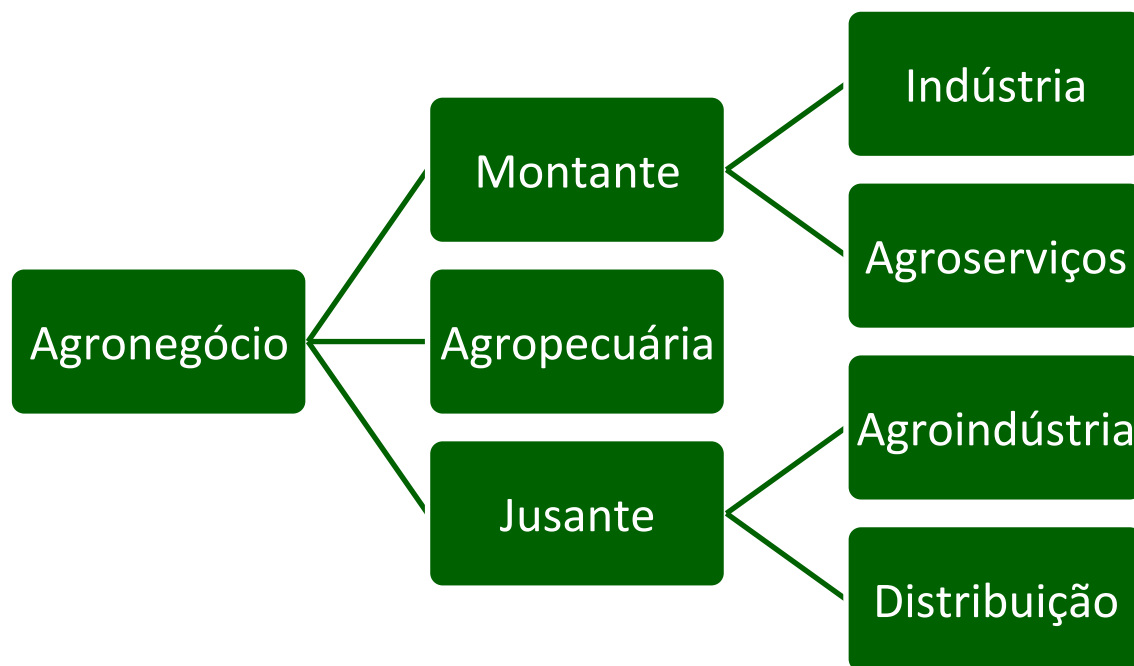 Agronegócio
Montante
Indústria
Agroserviços
Agropecuária
Jusante
Agroindústria
Distribuição